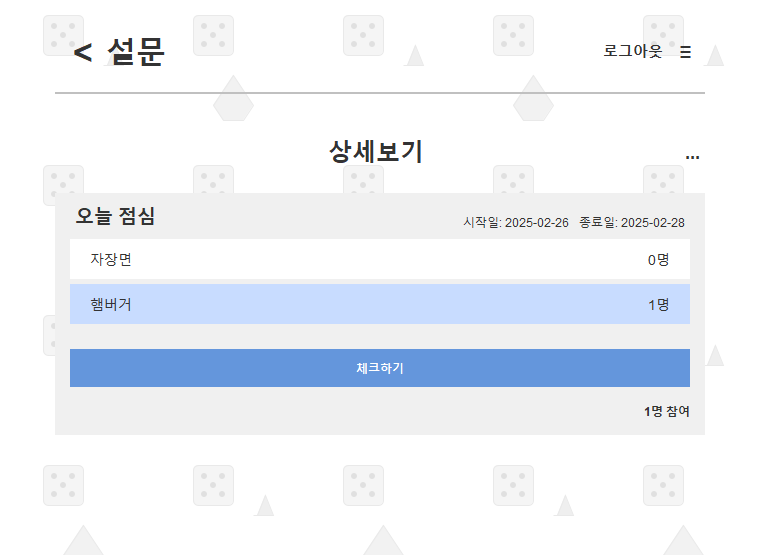 < 설문
로그아웃 ☰
상세보기
...
오늘 점심
시작일: 2025-02-26 종료일: 2025-02-28
자장면 0명
햄버거 1명
체크하기
1명 참여